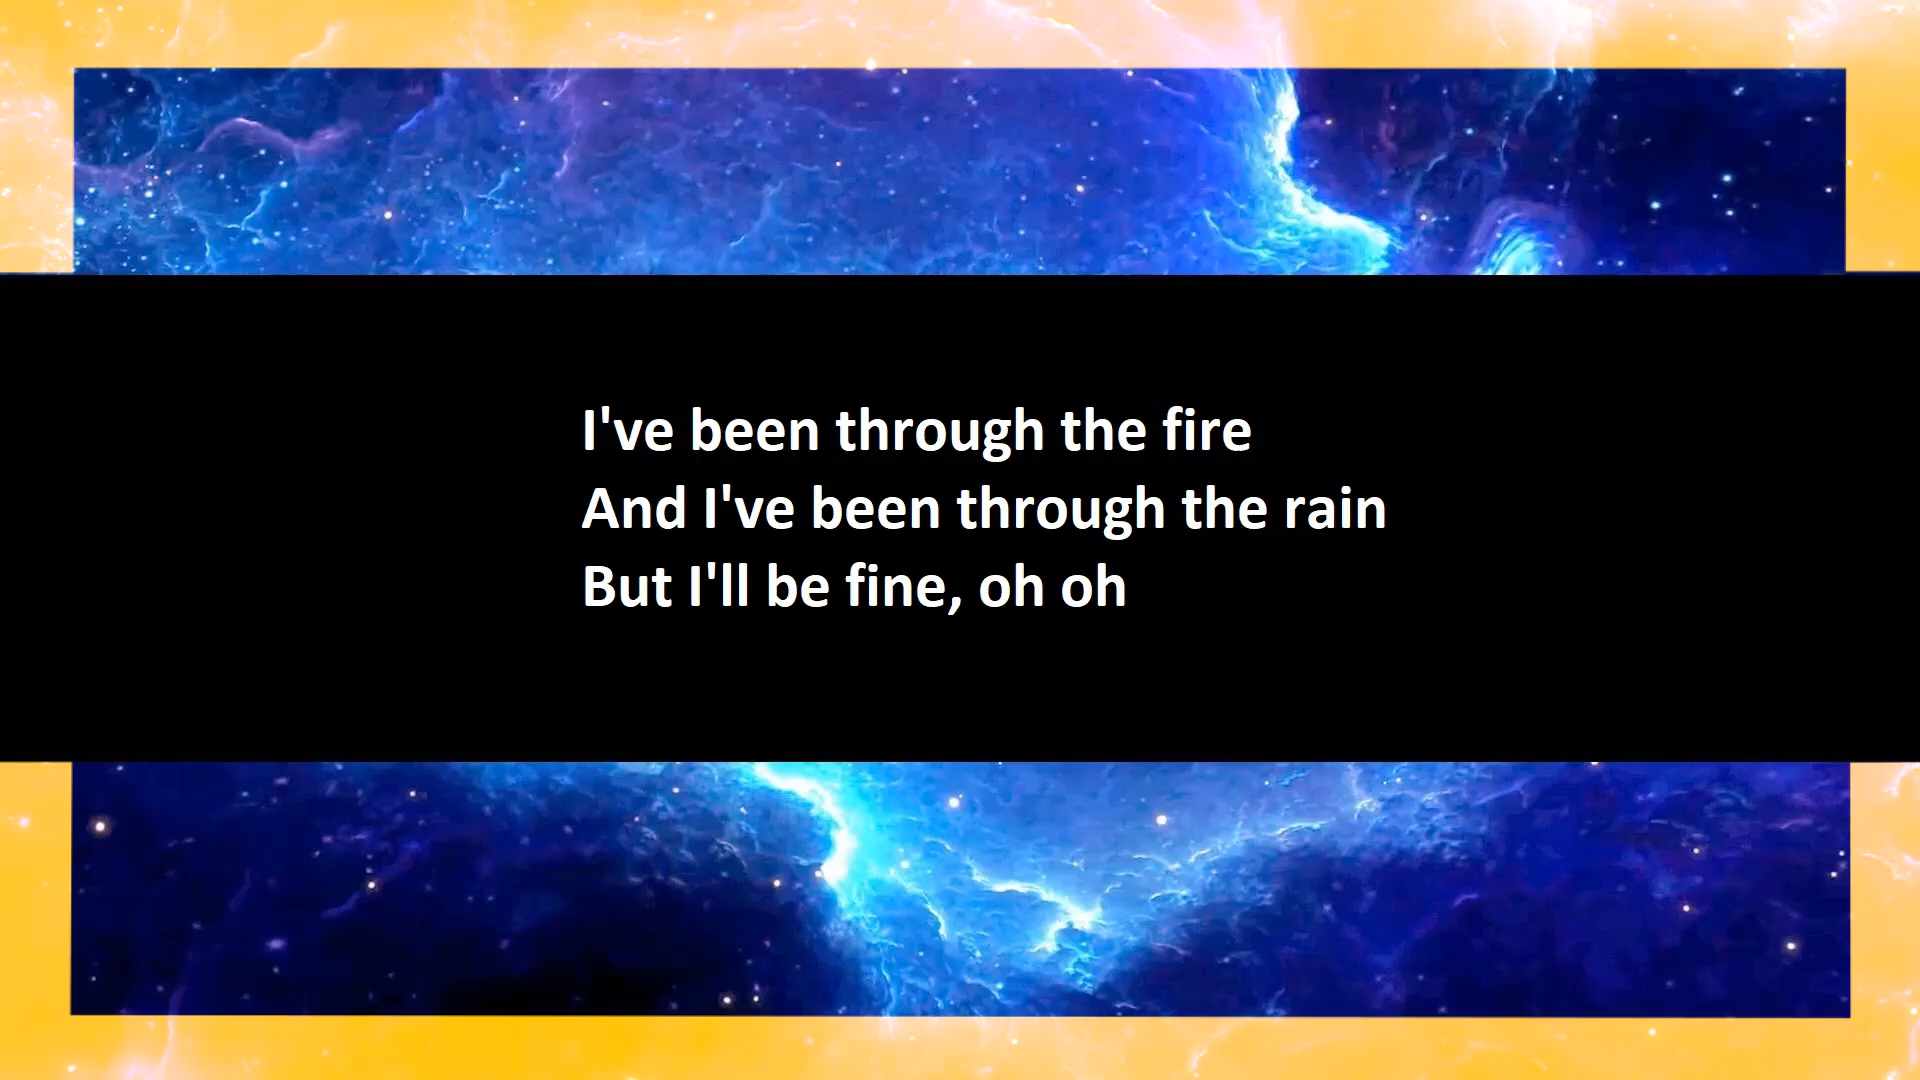 I've been through the fire
And I've been through the rain
But I'll be fine, oh oh